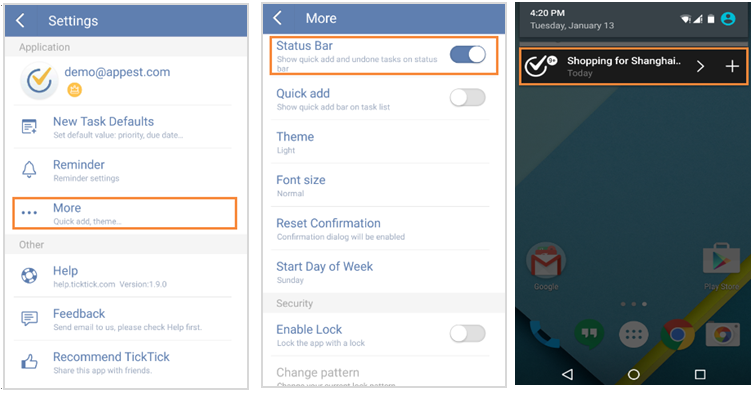 Settings
Application
demo@appest.com
New Task Defaults
Set default value: priority, due date...
Reminder
Reminder settings
More
Quick add, theme...
Other
Help
help.ticktick.com Version:1.9.0
Feedback
Send email to us, please check Help first.
Recommend TickTick
Share this app with friends.
More
Status Bar
Show quick add and undone tasks on status
bar
Quick add
Show quick add bar on task list
Theme
Light
Font size
Normal
Reset Confirmation
Confirmation dialog will be enabled
Start Day of Week
Sunday
Security
Enable Lock
Lock the app with a lock
Change pattern
Change your current lock pattern
4:20 PM
Tuesday, January 13
9+
Shopping for Shanghai..
Today
Google
Play Store